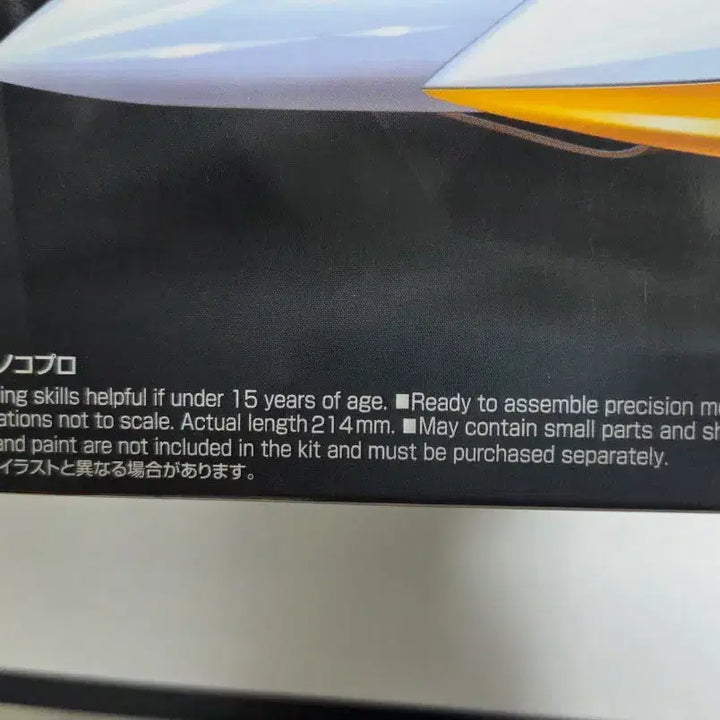 ノコプロ
ing skills helpful if under 15 years of age. ■Ready to assemble precision m
ations not to scale. Actual length 214mm. ■May contain small parts and sh
and paint are not included in the kit and must be purchased separately.
イラストと異なる場合があります。